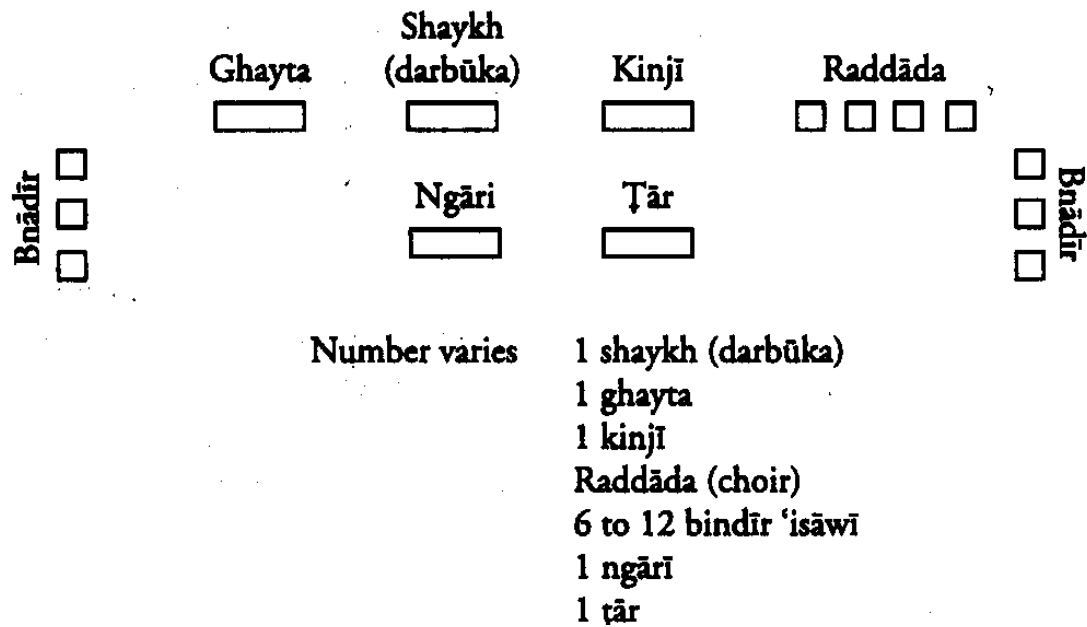 Shaykh
Ghayta (darbūka) Kinjī Raddāda
Bnādīr
Bnādīr
Ngāri Ṭār
Number varies 1 shaykh (darbūka)
1 ghayta
1 kinjī
Raddāda (choir)
6 to 12 bindīr ‘isāwī
1 ngārī
1 ṭār